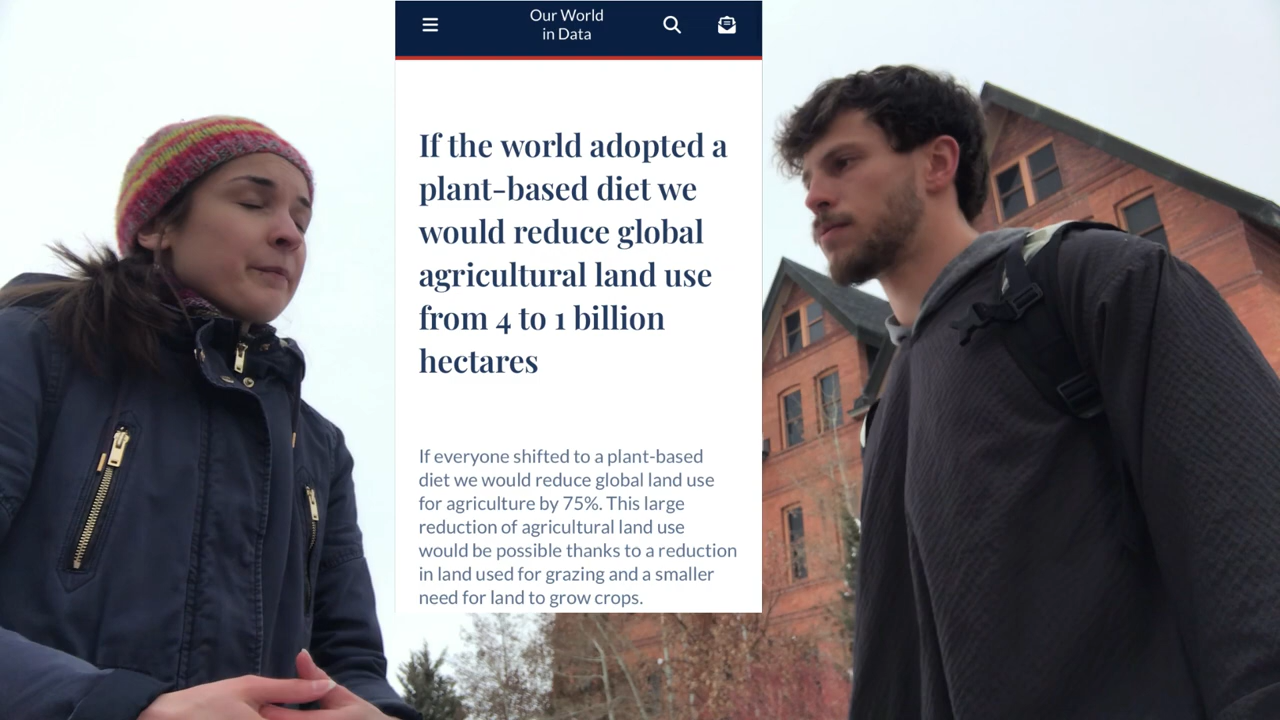 Our World
in Data
If the world adopted a
plant-based diet we
would reduce global
agricultural land use
from 4 to 1 billion
hectares
If everyone shifted to a plant-based
diet we would reduce global land use
for agriculture by 75%. This large
reduction of agricultural land use
would be possible thanks to a reduction
in land used for grazing and a smaller
need for land to grow crops.